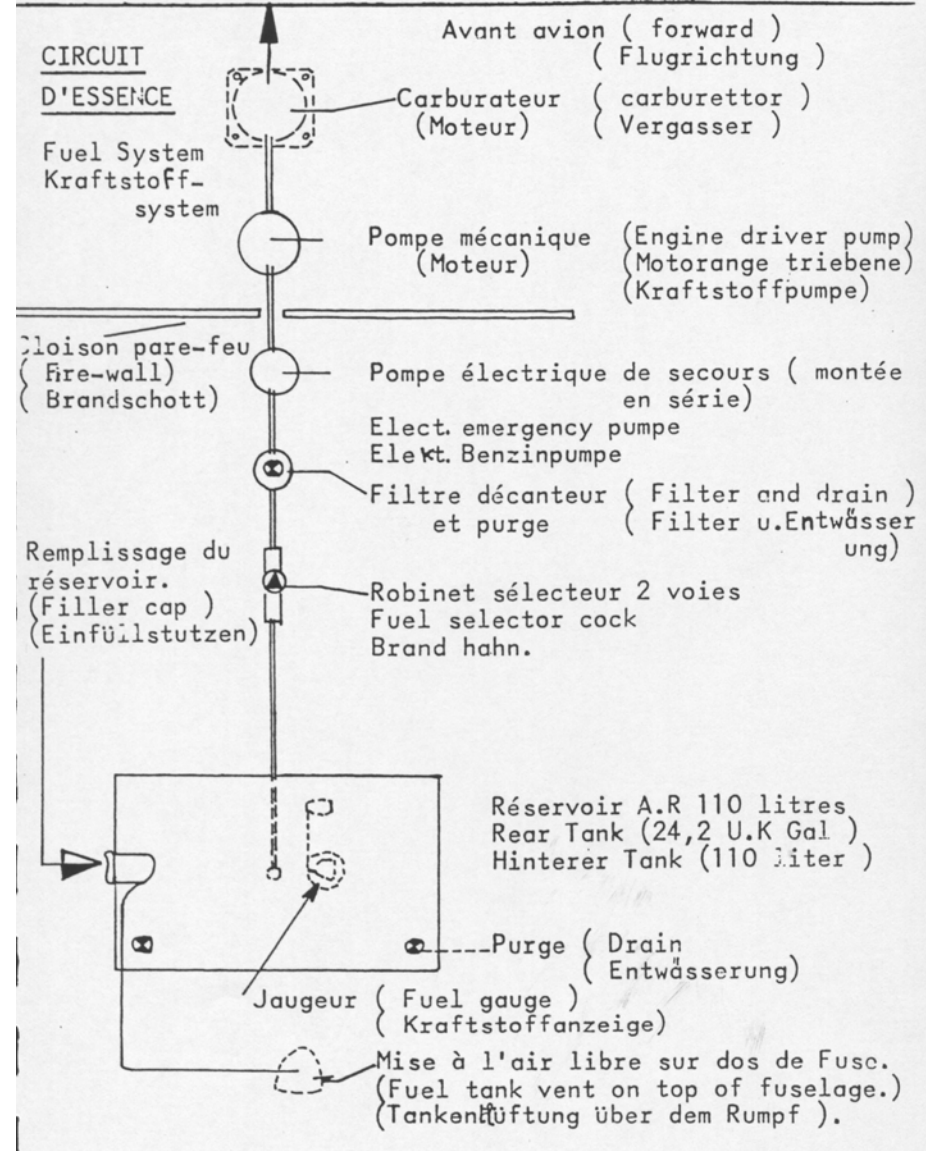 Avant avion ( forward )
( Flugrichtung )
CIRCUIT
D'ESSENCE
Fuel System
Kraftstoff-
system
Carburateur ( carburettor )
(Moteur) ( Vergasser )
Pompe mécanique (Engine driver pump)
(Moteur) (Motorange triebene)
(Kraftstoffpumpe)
Cloison pare-feu
( Fire-wall)
( Brandschott)
Pompe électrique de secours ( montée
en série)
Elect. emergency pumpe
Elekt. Benzinpumpe
Filtre décanteur ( Filter and drain )
et purge ( Filter u.Entwässer
ung)
Remplissage du
réservoir.
(Filler cap )
(Einfüllstutzen)
Robinet sélecteur 2 voies
Fuel selector cock
Brand hahn.
Réservoir A.R 110 litres
Rear Tank (24,2 U.K Gal )
Hinterer Tank (110 liter )
Purge ( Drain
( Entwässerung)
Jaugeur ( Fuel gauge )
( Kraftstoffanzeige)
Mise à l'air libre sur dos de Fuse.
(Fuel tank vent on top of fuselage.)
(Tankentlüftung über dem Rumpf ).